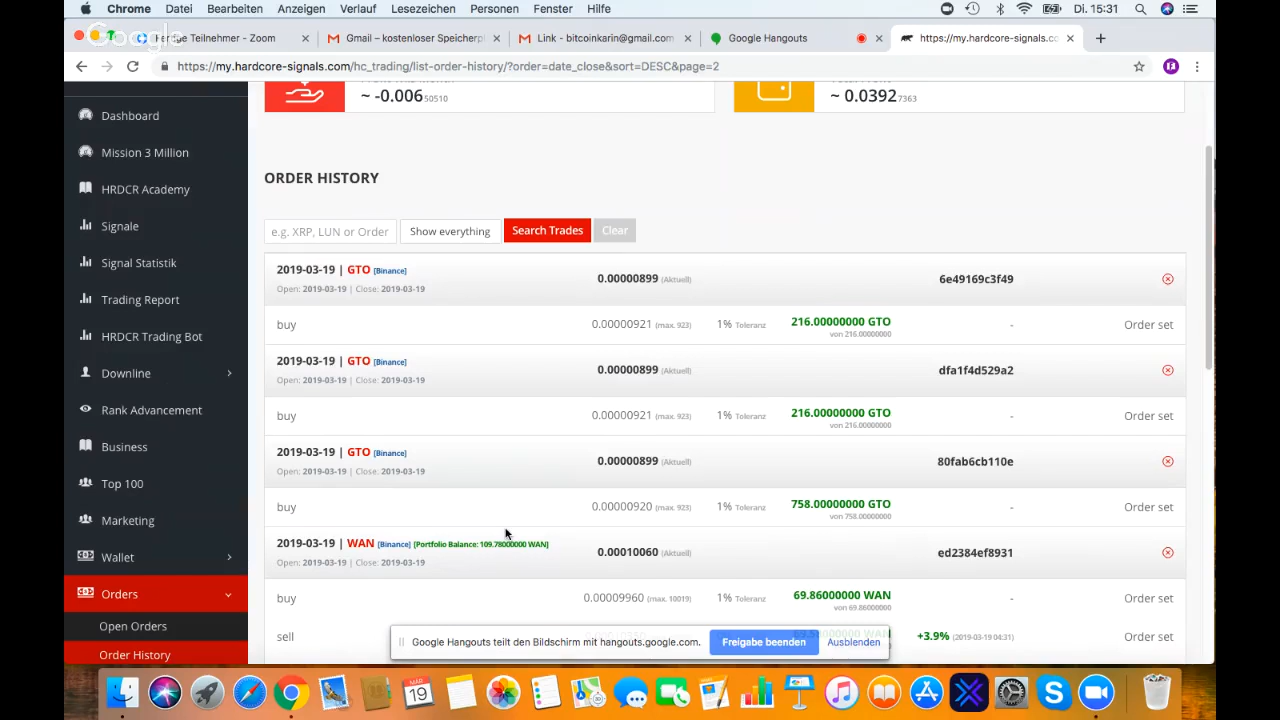 Chrome Datei Bearbeiten Anzeigen Verlauf Lesezeichen Personen Fenster Hilfe Di. 15:31
Google
Teilnehmer - Zoom Gmail – kostenloser Speicherpl Link - bitcoinkarin@gmail.com Google Hangouts https://my.hardcore-signals.co
https://my.hardcore-signals.com/hc_trading/list-order-history/?order=date_close&sort=DESC&page=2
~ -0.006 50510 ~ 0.0392 7363
Dashboard
Mission 3 Million
HRDCR Academy
Signale
Signal Statistik
Trading Report
HRDCR Trading Bot
Downline
Rank Advancement
Business
Top 100
Marketing
Wallet
Orders
Open Orders
Order History
ORDER HISTORY
e.g. XRP, LUN or Order Show everything Search Trades Clear
2019-03-19 | GTO [Binance] 0.00000899 (Aktuell) 6e49169c3f49
Open: 2019-03-19 | Close: 2019-03-19
buy 0.00000921 (max. 923) 1% Toleranz 216.00000000 GTO - Order set
von 216.00000000
2019-03-19 | GTO [Binance] 0.00000899 (Aktuell) dfa1f4d529a2
Open: 2019-03-19 | Close: 2019-03-19
buy 0.00000921 (max. 923) 1% Toleranz 216.00000000 GTO - Order set
von 216.00000000
2019-03-19 | GTO [Binance] 0.00000899 (Aktuell) 80fab6cb110e
Open: 2019-03-19 | Close: 2019-03-19
buy 0.00000920 (max. 923) 1% Toleranz 758.00000000 GTO - Order set
von 758.00000000
2019-03-19 | WAN [Binance] [Portfolio Balance: 109.78000000 WAN] 0.00010060 (Aktuell) ed2384ef8931
Open: 2019-03-19 | Close: 2019-03-19
buy 0.00009960 (max. 10019) 1% Toleranz 69.86000000 WAN - Order set
von 69.86000000
sell +3.9% (2019-03-19 04:31) Order set
Google Hangouts teilt den Bildschirm mit hangouts.google.com. Freigabe beenden Ausblenden
19